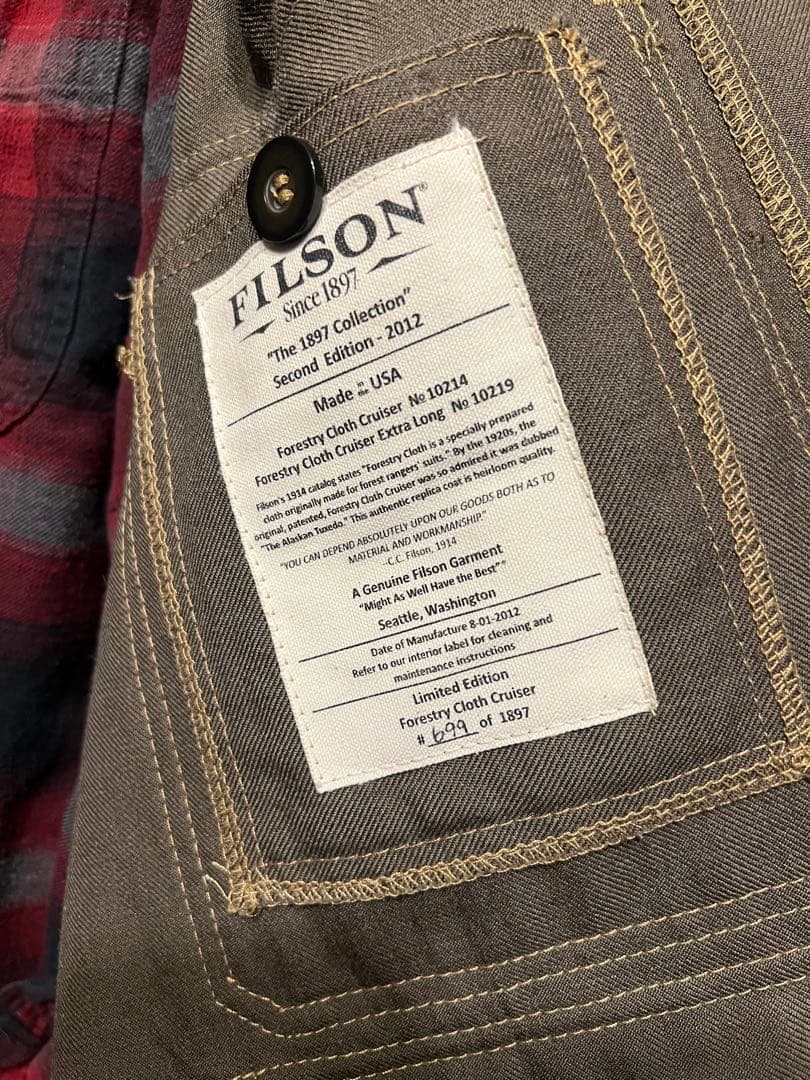 FILSON®
Since 1897
"The 1897 Collection"
Second Edition - 2012
Made in the USA
Forestry Cloth Cruiser № 10214
Forestry Cloth Cruiser Extra Long № 10219
Filson's 1914 catalog states "Forestry Cloth is a specially prepared
cloth originally made for forest rangers' suits." By the 1920s, the
original, patented, Forestry Cloth Cruiser was so admired it was dubbed
"The Alaskan Tuxedo." This authentic replica coat is heirloom quality.
"YOU CAN DEPEND ABSOLUTELY UPON OUR GOODS BOTH AS TO
MATERIAL AND WORKMANSHIP."
-C.C. Filson, 1914
A Genuine Filson Garment
"Might As Well Have the Best"®
Seattle, Washington
Date of Manufacture 8-01-2012
Refer to our interior label for cleaning and
maintenance instructions
Limited Edition
Forestry Cloth Cruiser
# 699 of 1897